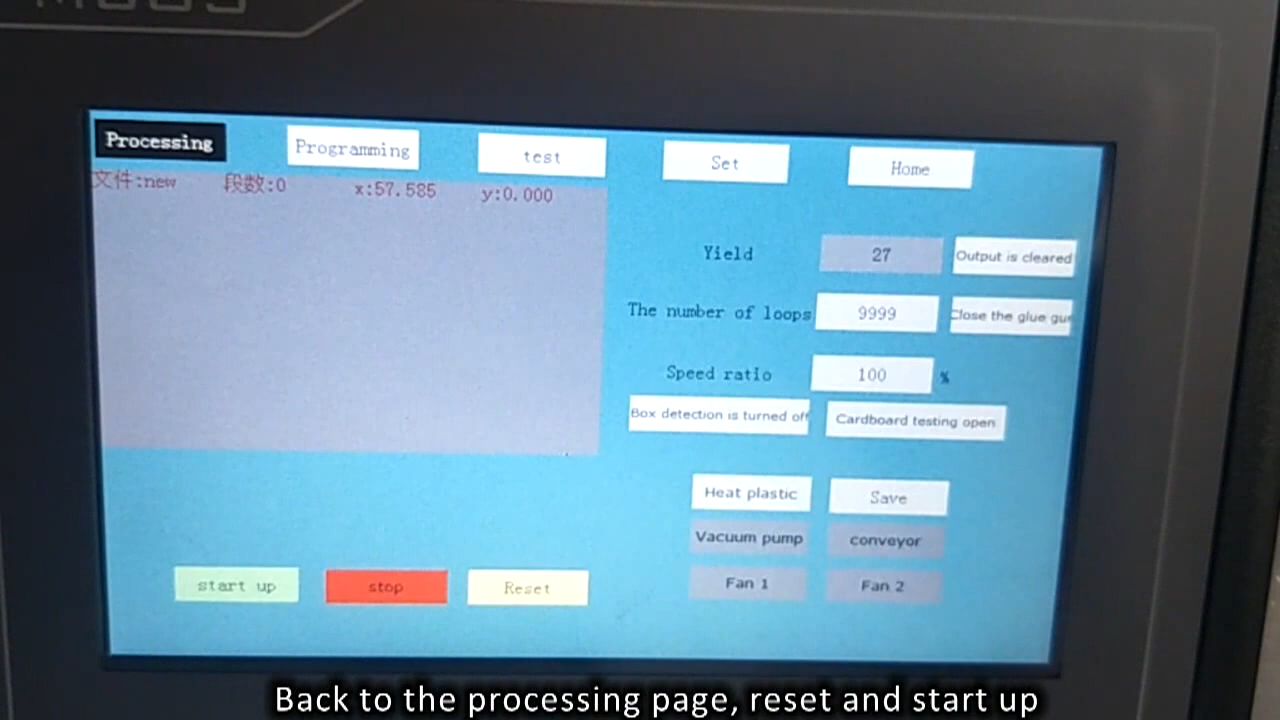 Processing Programming test Set Home
文件:new 段数:0 x:57.585 y:0.000
Yield 27 Output is cleared
The number of loops 9999 Close the glue gu
Speed ratio 100 %
Box detection is turned off Cardboard testing open
Heat plastic Save
Vacuum pump conveyor
Fan 1 Fan 2
start up stop Reset
Back to the processing page, reset and start up